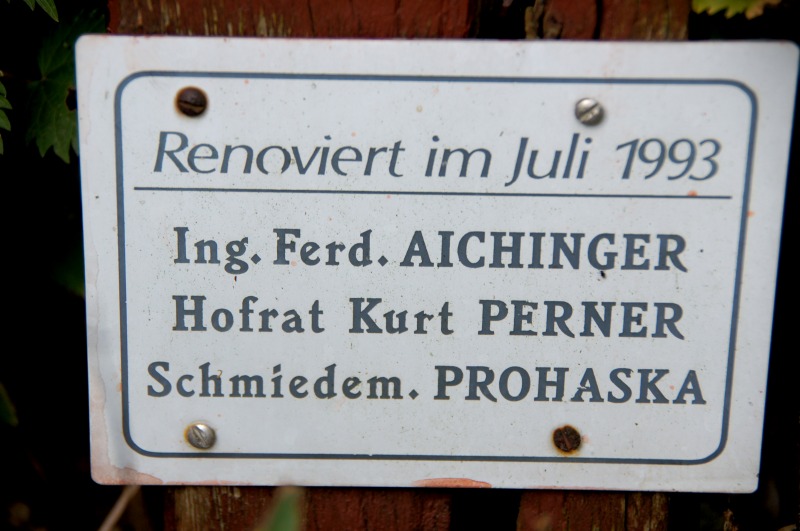 Renoviert im Juli 1993
Ing. Ferd. AICHINGER
Hofrat Kurt PERNER
Schmiedem. PROHASKA